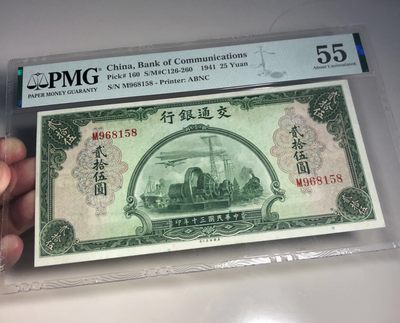 PMG
PAPER MONEY GUARANTY
China, Bank of Communications
Pick# 160 S/M#C126-260 1941 25 Yuan
S/N M968158 - Printer: ABNC
55
About Uncirculated
行銀通交
M968158
貳拾伍圓
貳拾伍圓
M968158
印年十三國民華中